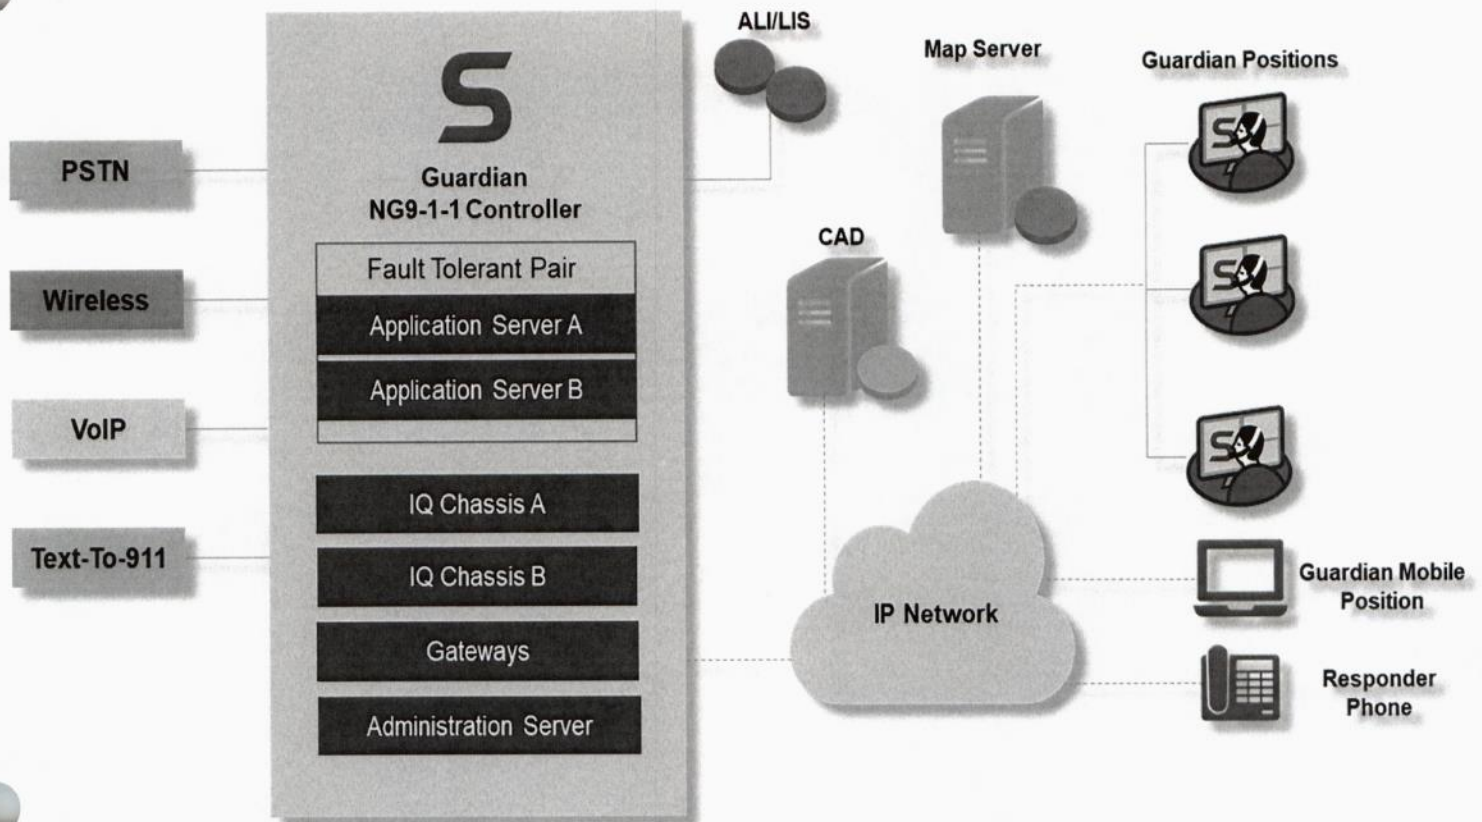 ALI/LIS
Map Server
Guardian Positions
S
Guardian
NG9-1-1 Controller
PSTN
Wireless
VoIP
Text-To-911
Fault Tolerant Pair
Application Server A
Application Server B
IQ Chassis A
IQ Chassis B
Gateways
Administration Server
CAD
IP Network
S
S
S
Guardian Mobile
Position
Responder
Phone